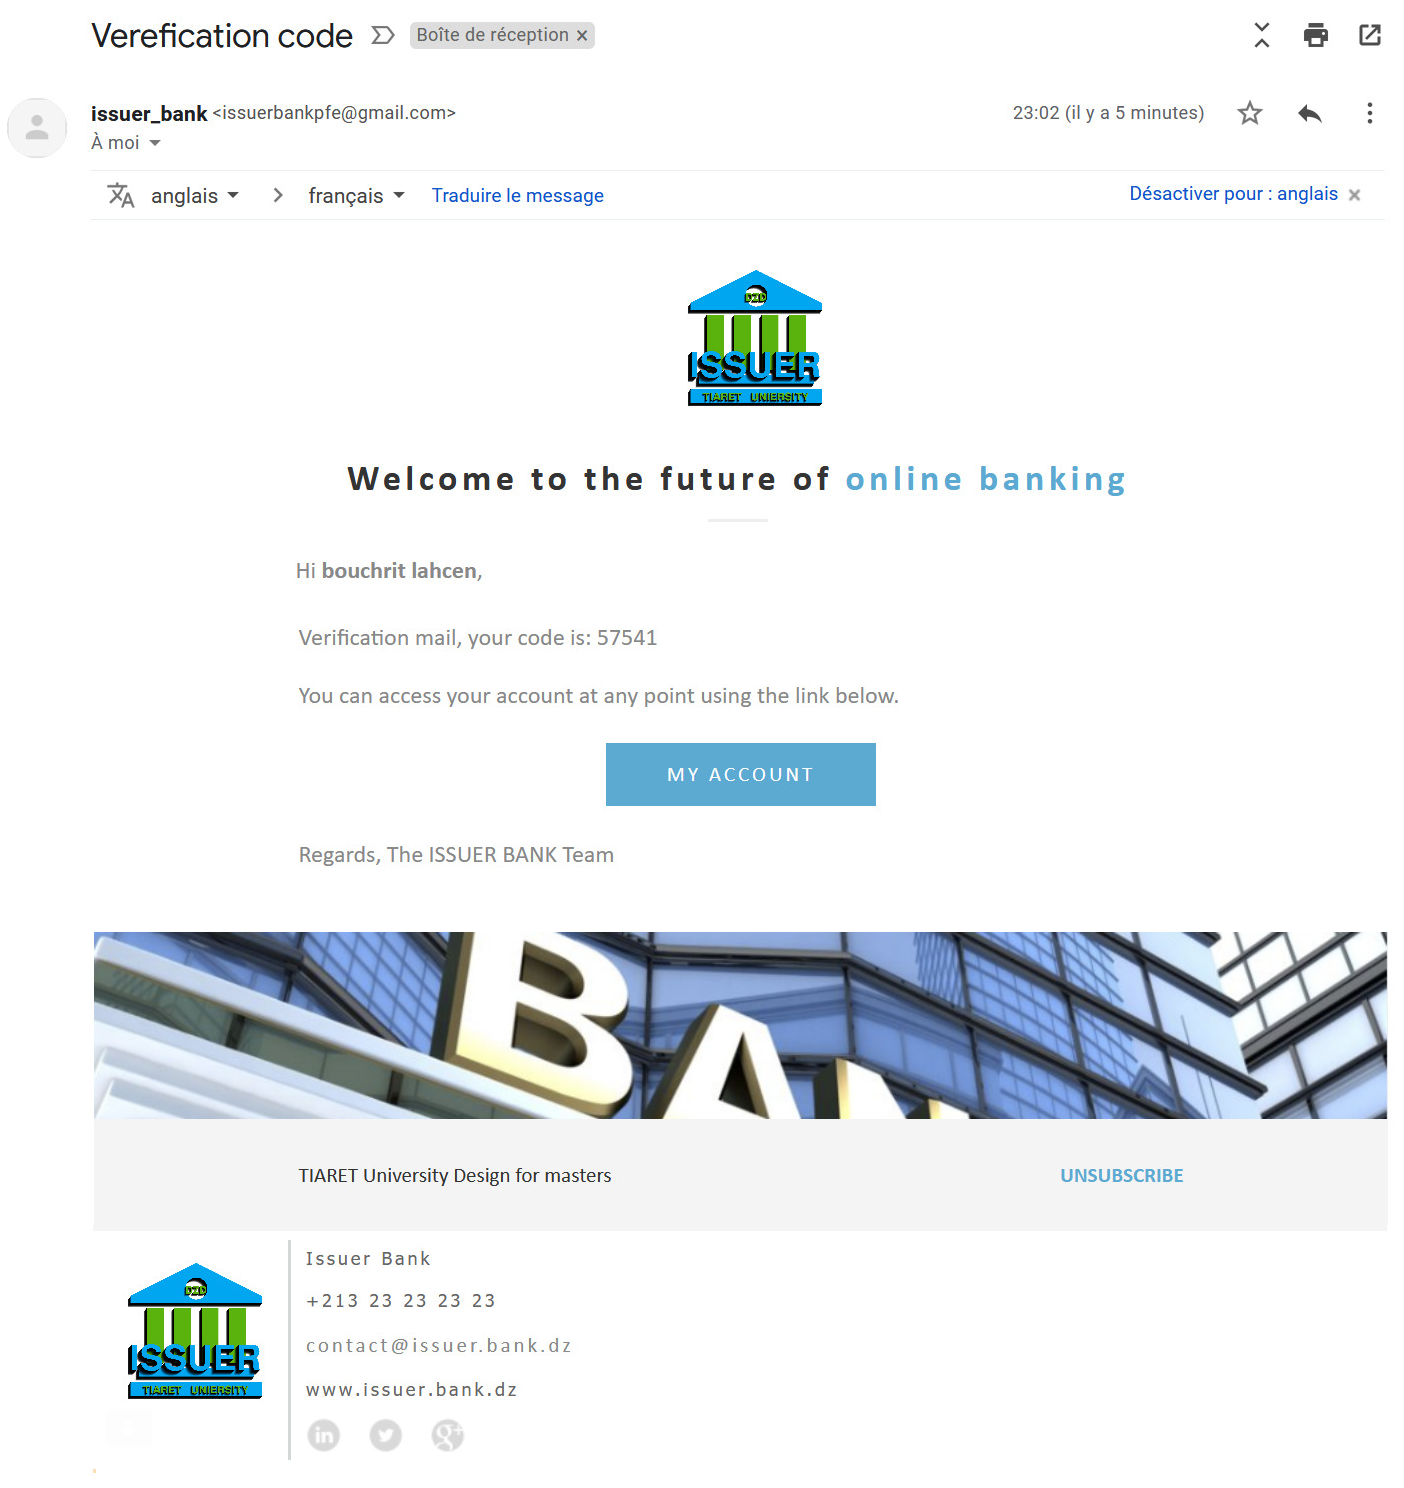 Verefication code Boîte de réception ×
issuer_bank <issuerbankpfe@gmail.com> 23:02 (il y a 5 minutes)
À moi
anglais français Traduire le message Désactiver pour : anglais ×
DZD
ISSUER
TIARET UNIERSITY
Welcome to the future of online banking
Hi bouchrit lahcen,
Verification mail, your code is: 57541
You can access your account at any point using the link below.
MY ACCOUNT
Regards, The ISSUER BANK Team
BAN
TIARET University Design for masters UNSUBSCRIBE
DZD
ISSUER
TIARET UNIERSITY
Issuer Bank
+213 23 23 23 23
contact@issuer.bank.dz
www.issuer.bank.dz
in g+